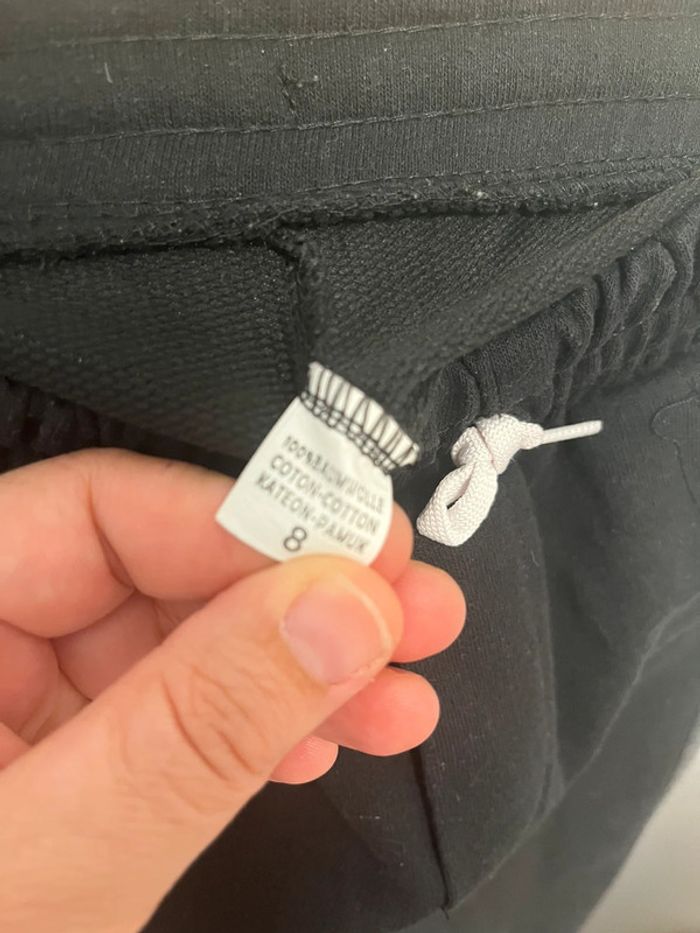 100%BAUMWOLLE
COTON-COTTON
KATEON-PAMUK
8